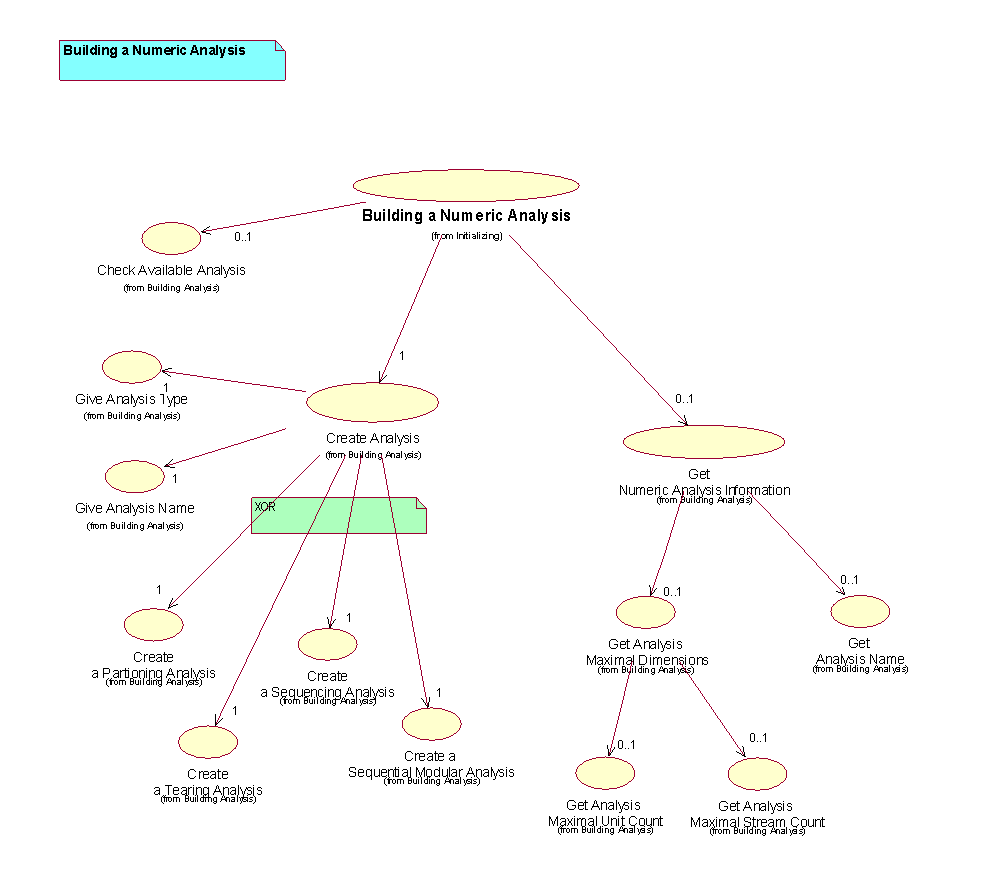 Building a Numeric Analysis
Building a Numeric Analysis
(from Initializing)
0..1
Check Available Analysis
(from Building Analysis)
1
0..1
1
Give Analysis Type
(from Building Analysis)
Create Analysis
(from Building Analysis)
1
Give Analysis Name
(from Building Analysis)
XOR
Get
Numeric Analysis Information
(from Building Analysis)
1
Create
a Partioning Analysis
(from Building Analysis)
1
Create
a Sequencing Analysis
(from Building Analysis)
1
Create
a Tearing Analysis
(from Building Analysis)
1
Create a
Sequential Modular Analysis
(from Building Analysis)
0..1
Get Analysis
Maximal Dimensions
(from Building Analysis)
0..1
Get
Analysis Name
(from Building Analysis)
0..1
Get Analysis
Maximal Unit Count
(from Building Analysis)
0..1
Get Analysis
Maximal Stream Count
(from Building Analysis)